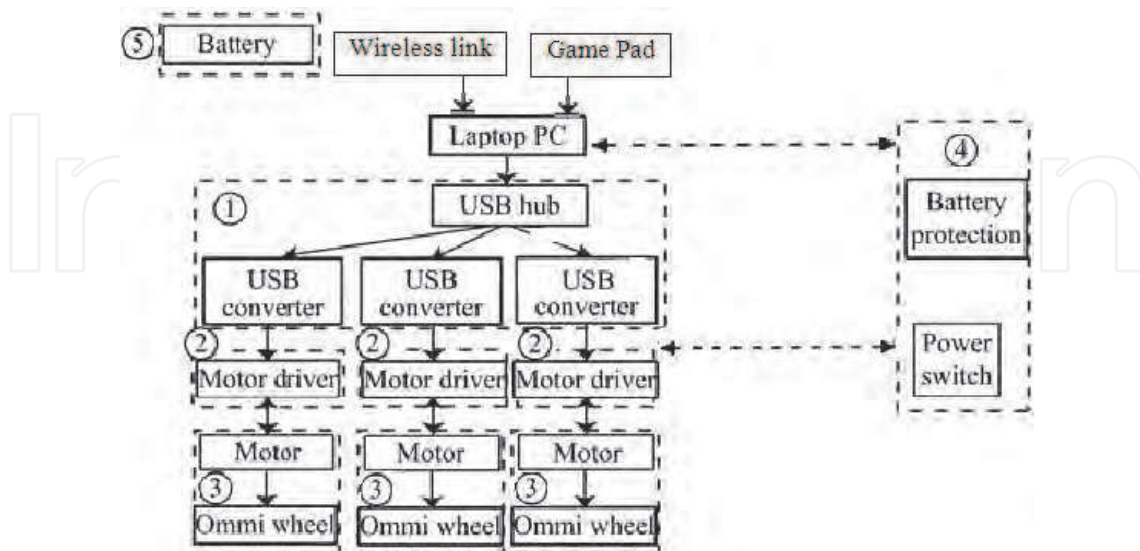 ⑤ Battery
Wireless link
Game Pad
Laptop PC
④
①
USB hub
Battery
protection
USB
converter
USB
converter
USB
converter
②
②
②
Power
switch
Motor driver
Motor driver
Motor driver
Motor
Motor
Motor
③
③
③
Ommi wheel
Ommi wheel
Ommi wheel